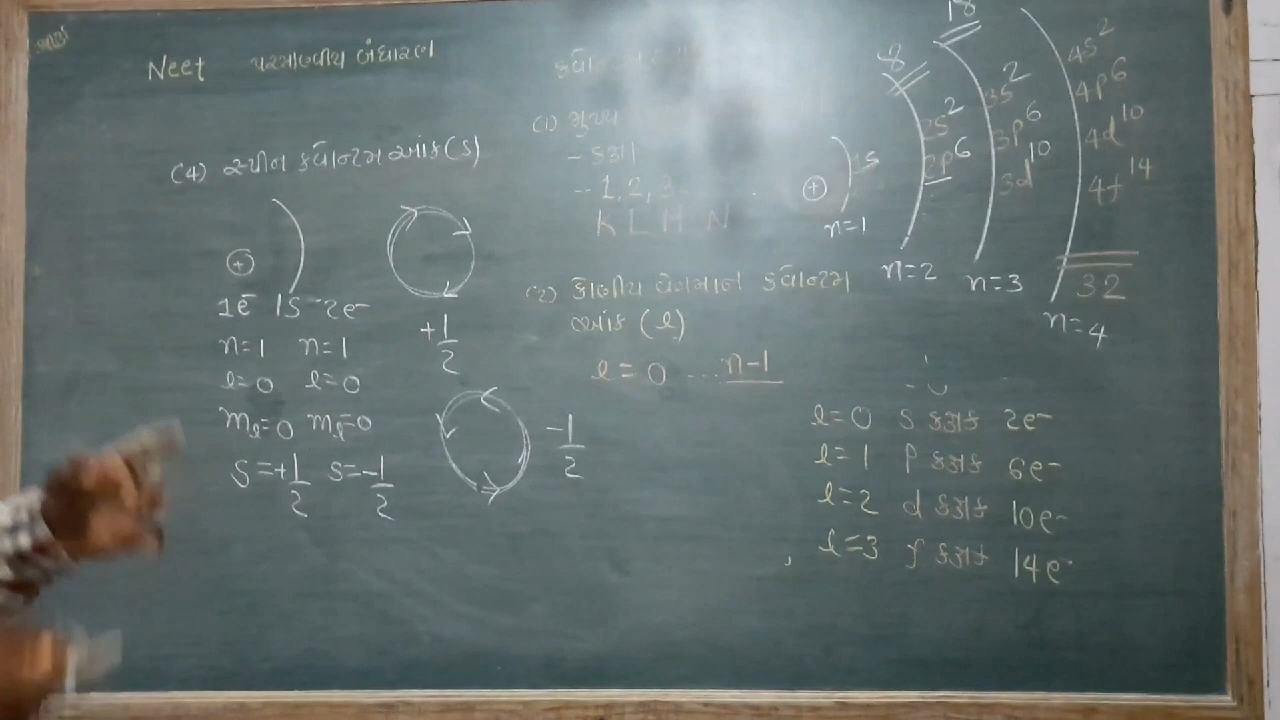 Neet પરમાણ્વીય બંધારણ
(4) સ્પીન ક્વૉન્ટમ આંક(s)
+
1e⁻ 1S⁻2e⁻
n=1 n=1
l=0 l=0
mₗ=0 mₗ=0
S=+1/2 s=-1/2
+1/2
-1/2
(1) મુખ્ય
- કક્ષા
-- 1, 2, 3
K L M N
(2) કોણીય વેગમાન ક્વૉન્ટમ
આંક (l)
l = 0 ... n-1
+ 1s
n=1
8
2s²
2p⁶
n=2
18
3s²
3p⁶
3d¹⁰
n=3
4s²
4p⁶
4d¹⁰
4f¹⁴
32
n=4
l=0 s કક્ષક 2e⁻
l=1 p કક્ષક 6e⁻
l=2 d કક્ષક 10e⁻
l=3 f કક્ષક 14e⁻